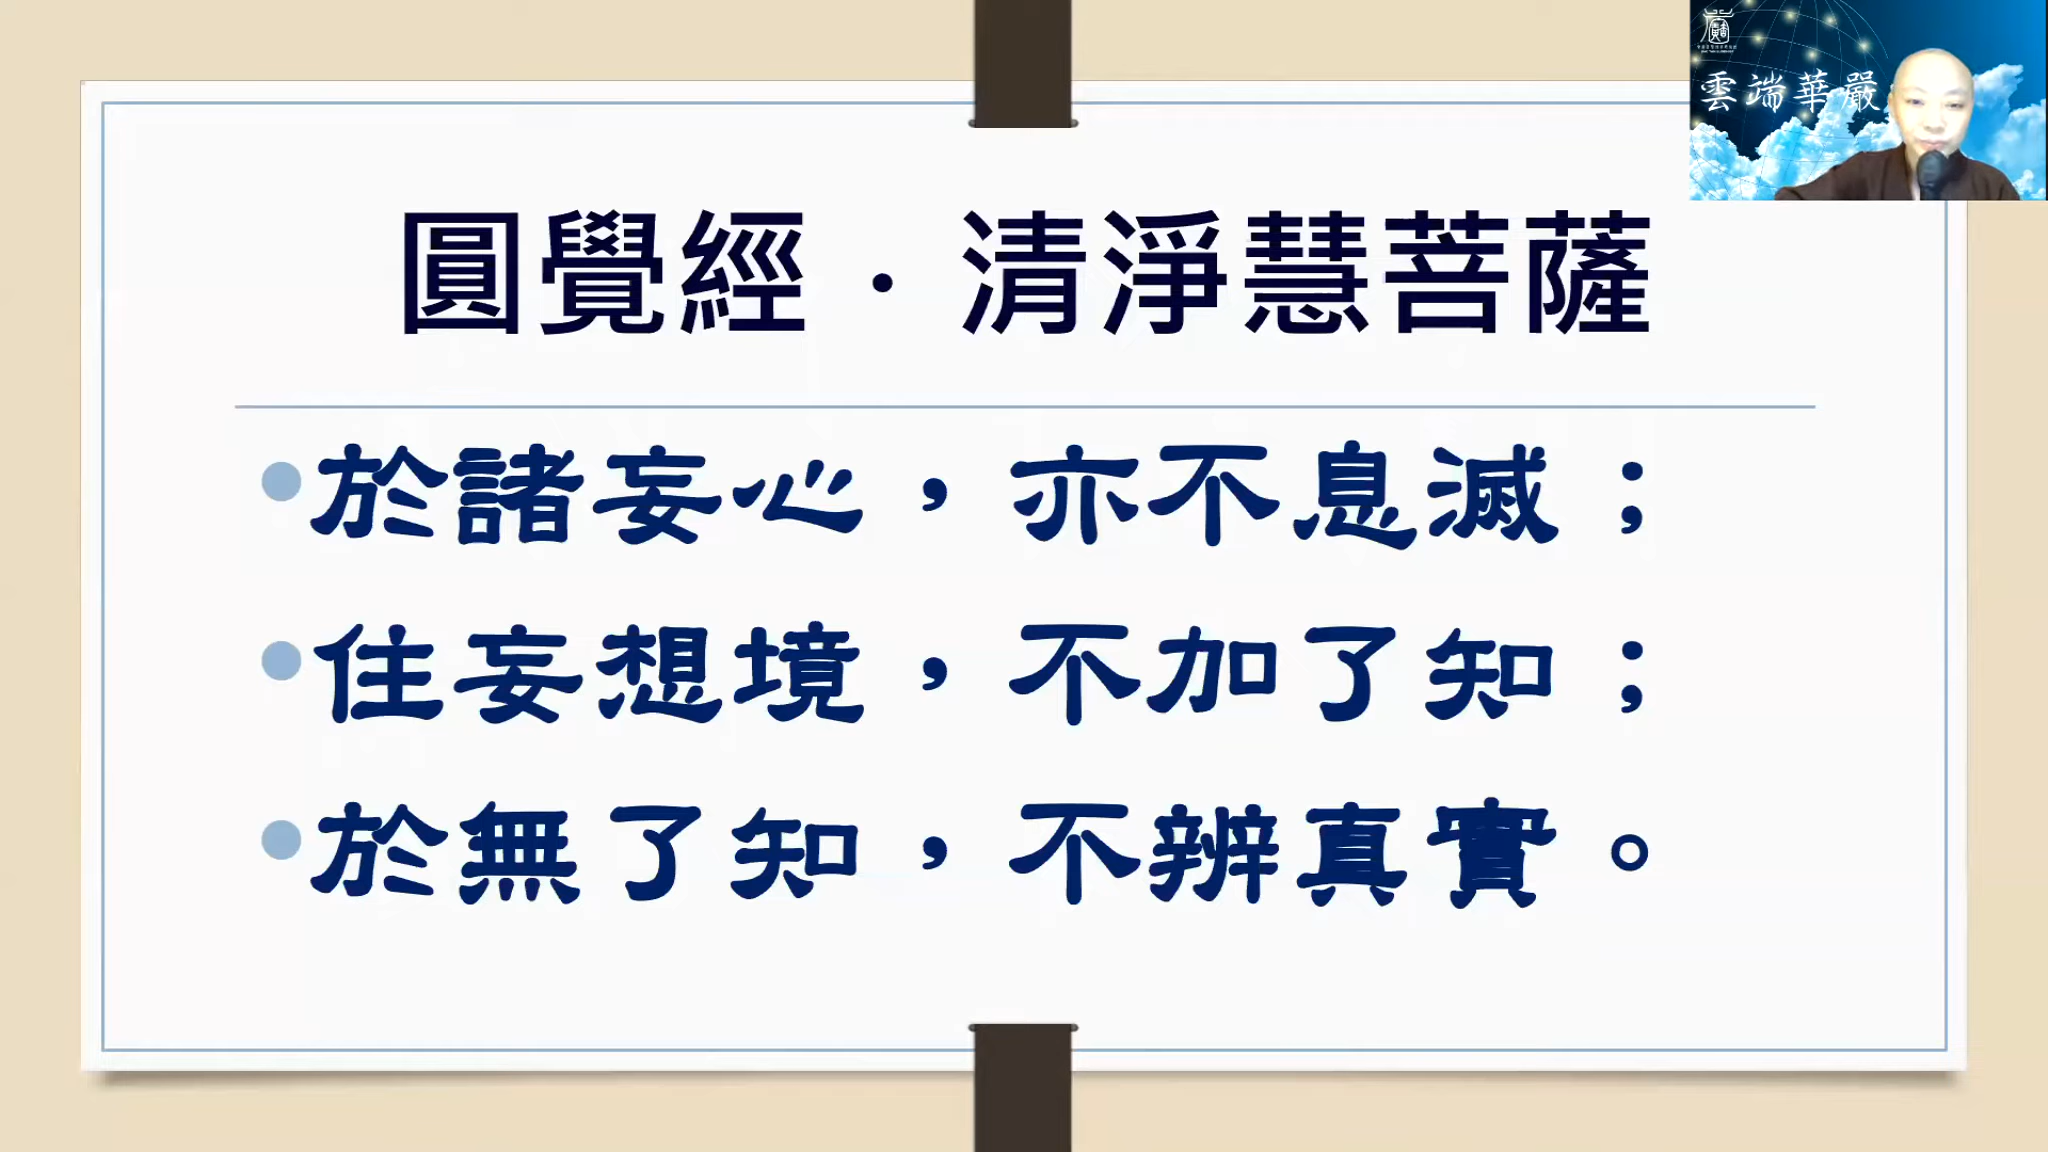 圓覺經．清淨慧菩薩
雲端華嚴
•於諸妄心，亦不息滅；
•住妄想境，不加了知；
•於無了知，不辨真實。